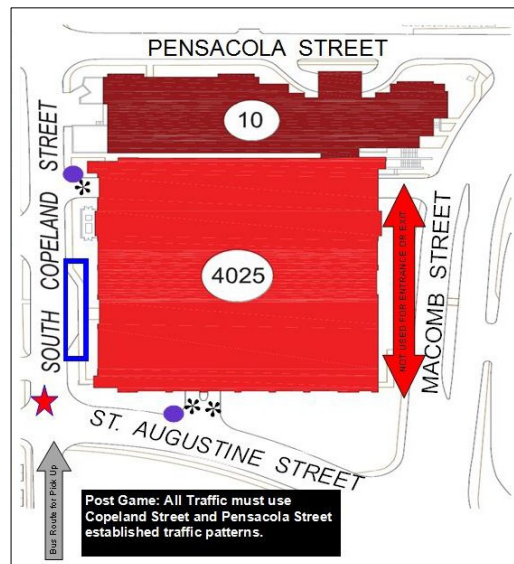 PENSACOLA STREET
10
SOUTH COPELAND STREET
4025
NOT USED FOR ENTRANCE OR EXIT
MACOMB STREET
* 
* *
ST. AUGUSTINE STREET
Bus Route for Pick Up
Post Game: All Traffic must use
Copeland Street and Pensacola Street
established traffic patterns.